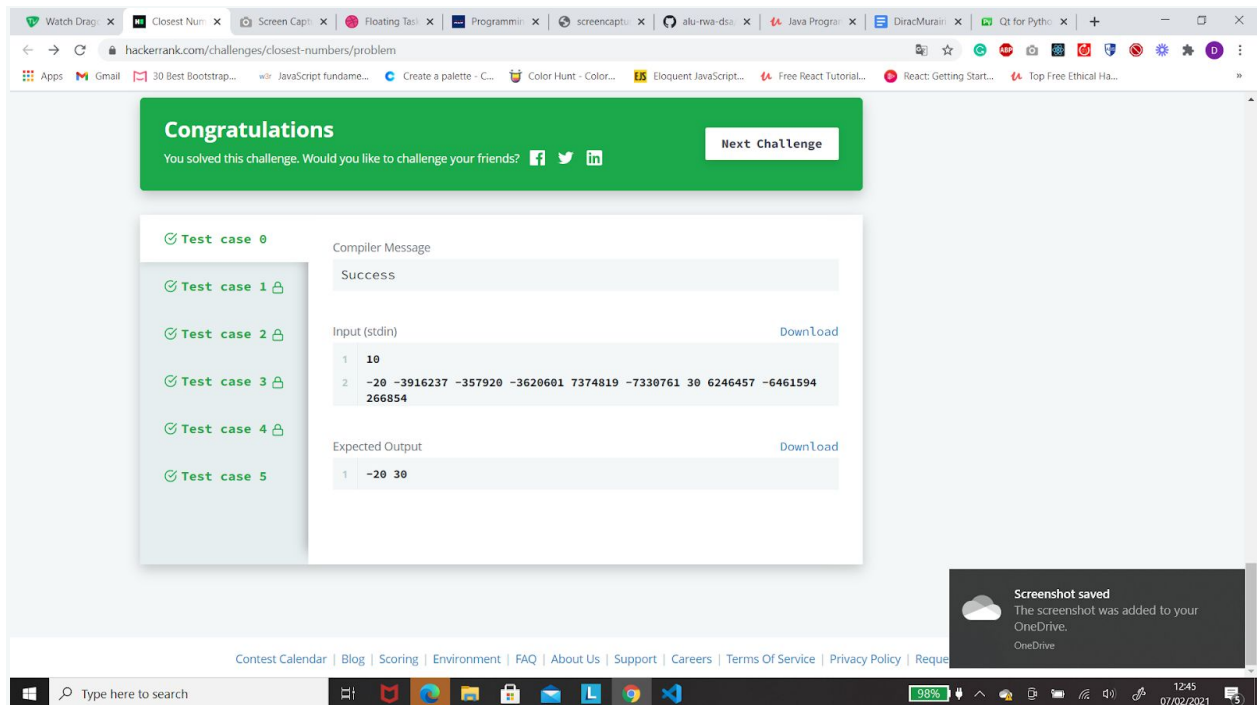 Watch Drag
Closest Num
Screen Capt
Floating Tas
Programmin
screencaptu
alu-rwa-dsa
Java Progran
DiracMurairi
Qt for Pytho
hackerrank.com/challenges/closest-numbers/problem
Apps
Gmail
30 Best Bootstrap...
JavaScript fundame...
Create a palette - C...
Color Hunt - Color...
EJS Eloquent JavaScript...
Free React Tutorial...
React: Getting Start...
Top Free Ethical Ha...
Congratulations
You solved this challenge. Would you like to challenge your friends?
Next Challenge
Test case 0
Test case 1
Test case 2
Test case 3
Test case 4
Test case 5
Compiler Message
Success
Input (stdin)
Download
1 10
2 -20 -3916237 -357920 -3620601 7374819 -7330761 30 6246457 -6461594
266854
Expected Output
Download
1 -20 30
Screenshot saved
The screenshot was added to your
OneDrive.
OneDrive
Contest Calendar | Blog | Scoring | Environment | FAQ | About Us | Support | Careers | Terms Of Service | Privacy Policy | Reque
Type here to search
98%
12:45
07/02/2021